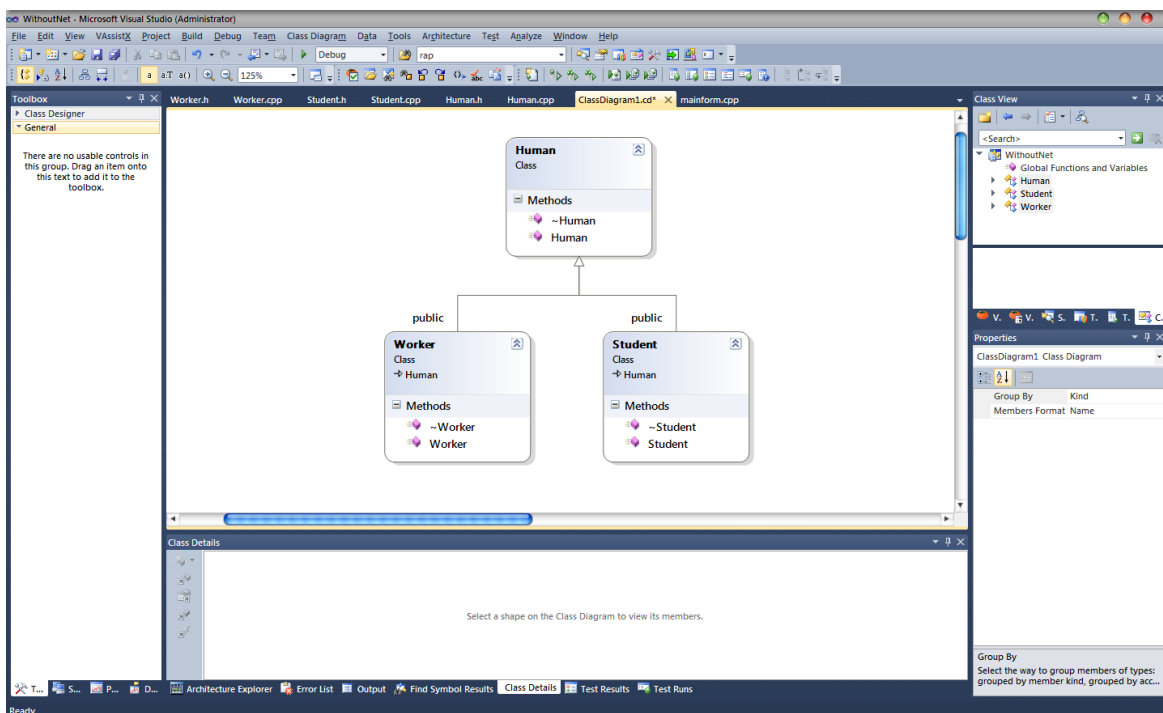 WithoutNet - Microsoft Visual Studio (Administrator)
File Edit View VAssistX Project Build Debug Team Class Diagram Data Tools Architecture Test Analyze Window Help
Debug rap
a aT a() 125%
Toolbox
Class Designer
General
There are no usable controls in
this group. Drag an item onto
this text to add it to the
toolbox.
Worker.h Worker.cpp Student.h Student.cpp Human.h Human.cpp ClassDiagram1.cd* mainform.cpp
Human
Class
Methods
~Human
Human
public
public
Worker
Class
Human
Methods
~Worker
Worker
Student
Class
Human
Methods
~Student
Student
Class Details
Select a shape on the Class Diagram to view its members.
Class View
<Search>
WithoutNet
Global Functions and Variables
Human
Student
Worker
V. V. S. T. T. C.
Properties
ClassDiagram1 Class Diagram
Group By Kind
Members Format Name
Group By
Select the way to group members of types:
grouped by member kind, grouped by acc...
T... S... P... D... Architecture Explorer Error List Output Find Symbol Results Class Details Test Results Test Runs
Ready